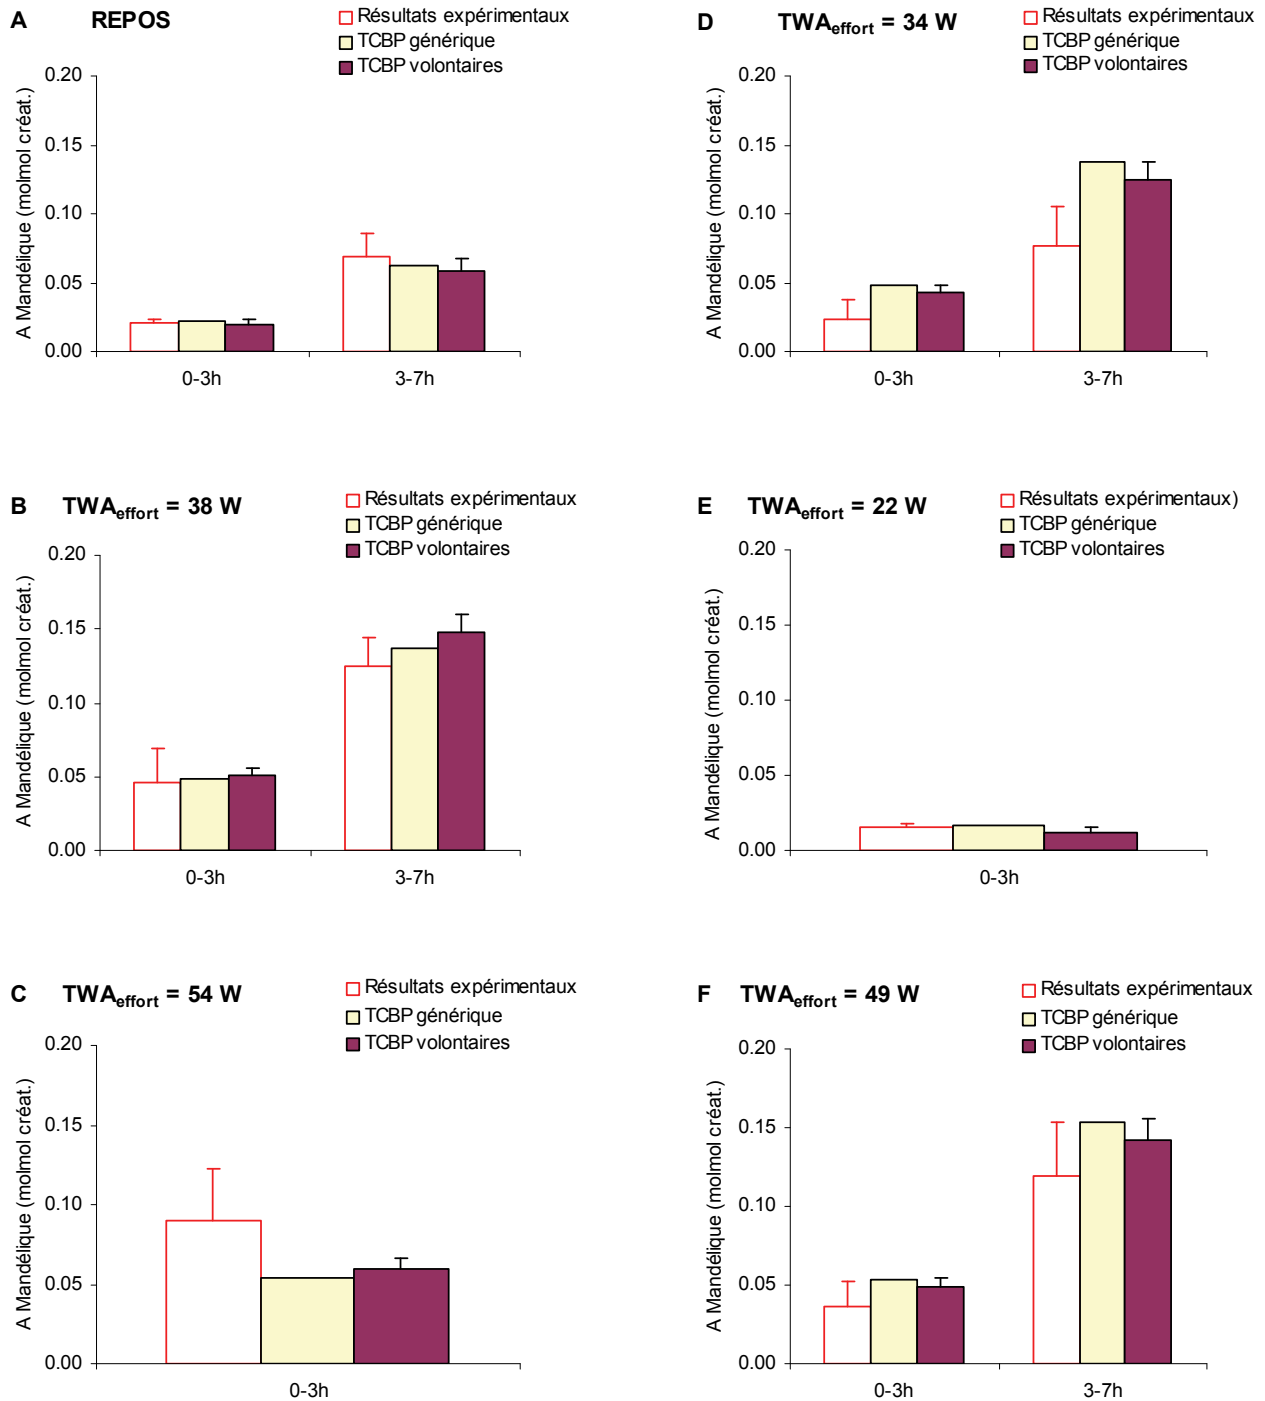 A REPOS
Résultats expérimentaux
TCBP générique
TCBP volontaires
A Mandélique (molmol créat.)
0.20
0.15
0.10
0.05
0.00
0-3h 3-7h
D TWAeffort = 34 W
Résultats expérimentaux
TCBP générique
TCBP volontaires
A Mandélique (molmol créat.)
0.20
0.15
0.10
0.05
0.00
0-3h 3-7h
B TWAeffort = 38 W
Résultats expérimentaux
TCBP générique
TCBP volontaires
A Mandélique (molmol créat.)
0.20
0.15
0.10
0.05
0.00
0-3h 3-7h
E TWAeffort = 22 W
Résultats expérimentaux)
TCBP générique
TCBP volontaires
A Mandélique (molmol créat.)
0.20
0.15
0.10
0.05
0.00
0-3h
C TWAeffort = 54 W
Résultats expérimentaux
TCBP générique
TCBP volontaires
A Mandélique (molmol créat.)
0.20
0.15
0.10
0.05
0.00
0-3h
F TWAeffort = 49 W
Résultats expérimentaux
TCBP générique
TCBP volontaires
A Mandélique (molmol créat.)
0.20
0.15
0.10
0.05
0.00
0-3h 3-7h